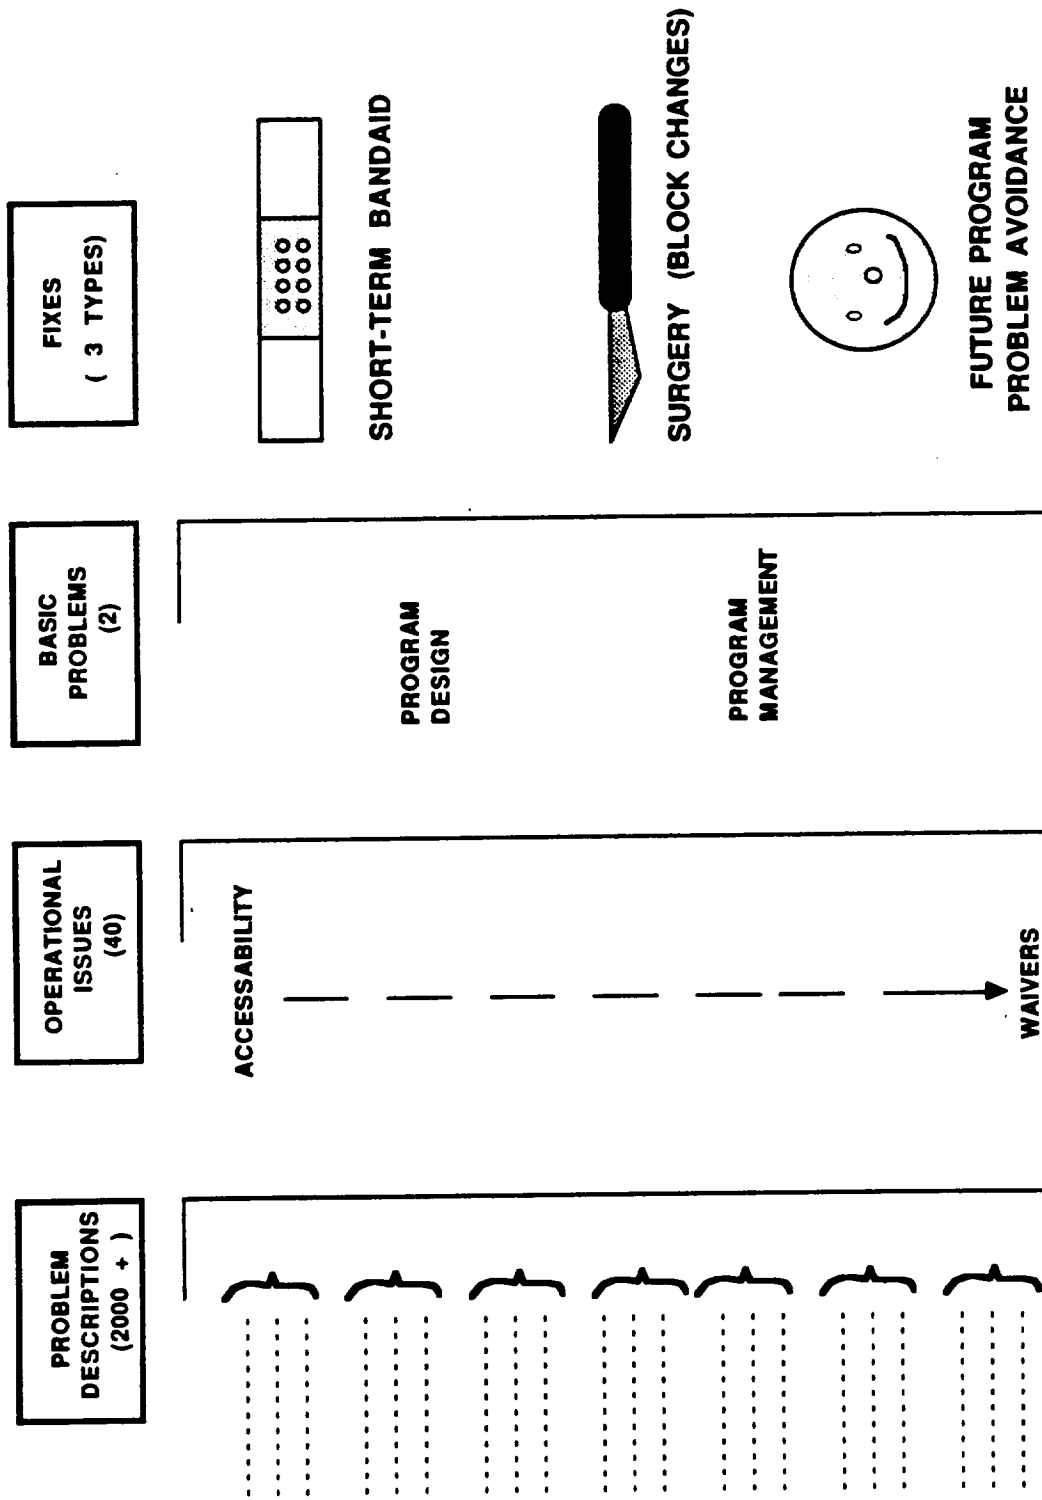 PROBLEM
DESCRIPTIONS
(2000 + )
OPERATIONAL
ISSUES
(40)
ACCESSABILITY
WAIVERS
BASIC
PROBLEMS
(2)
PROGRAM
DESIGN
PROGRAM
MANAGEMENT
FIXES
( 3 TYPES)
SHORT-TERM BANDAID
SURGERY (BLOCK CHANGES)
FUTURE PROGRAM
PROBLEM AVOIDANCE